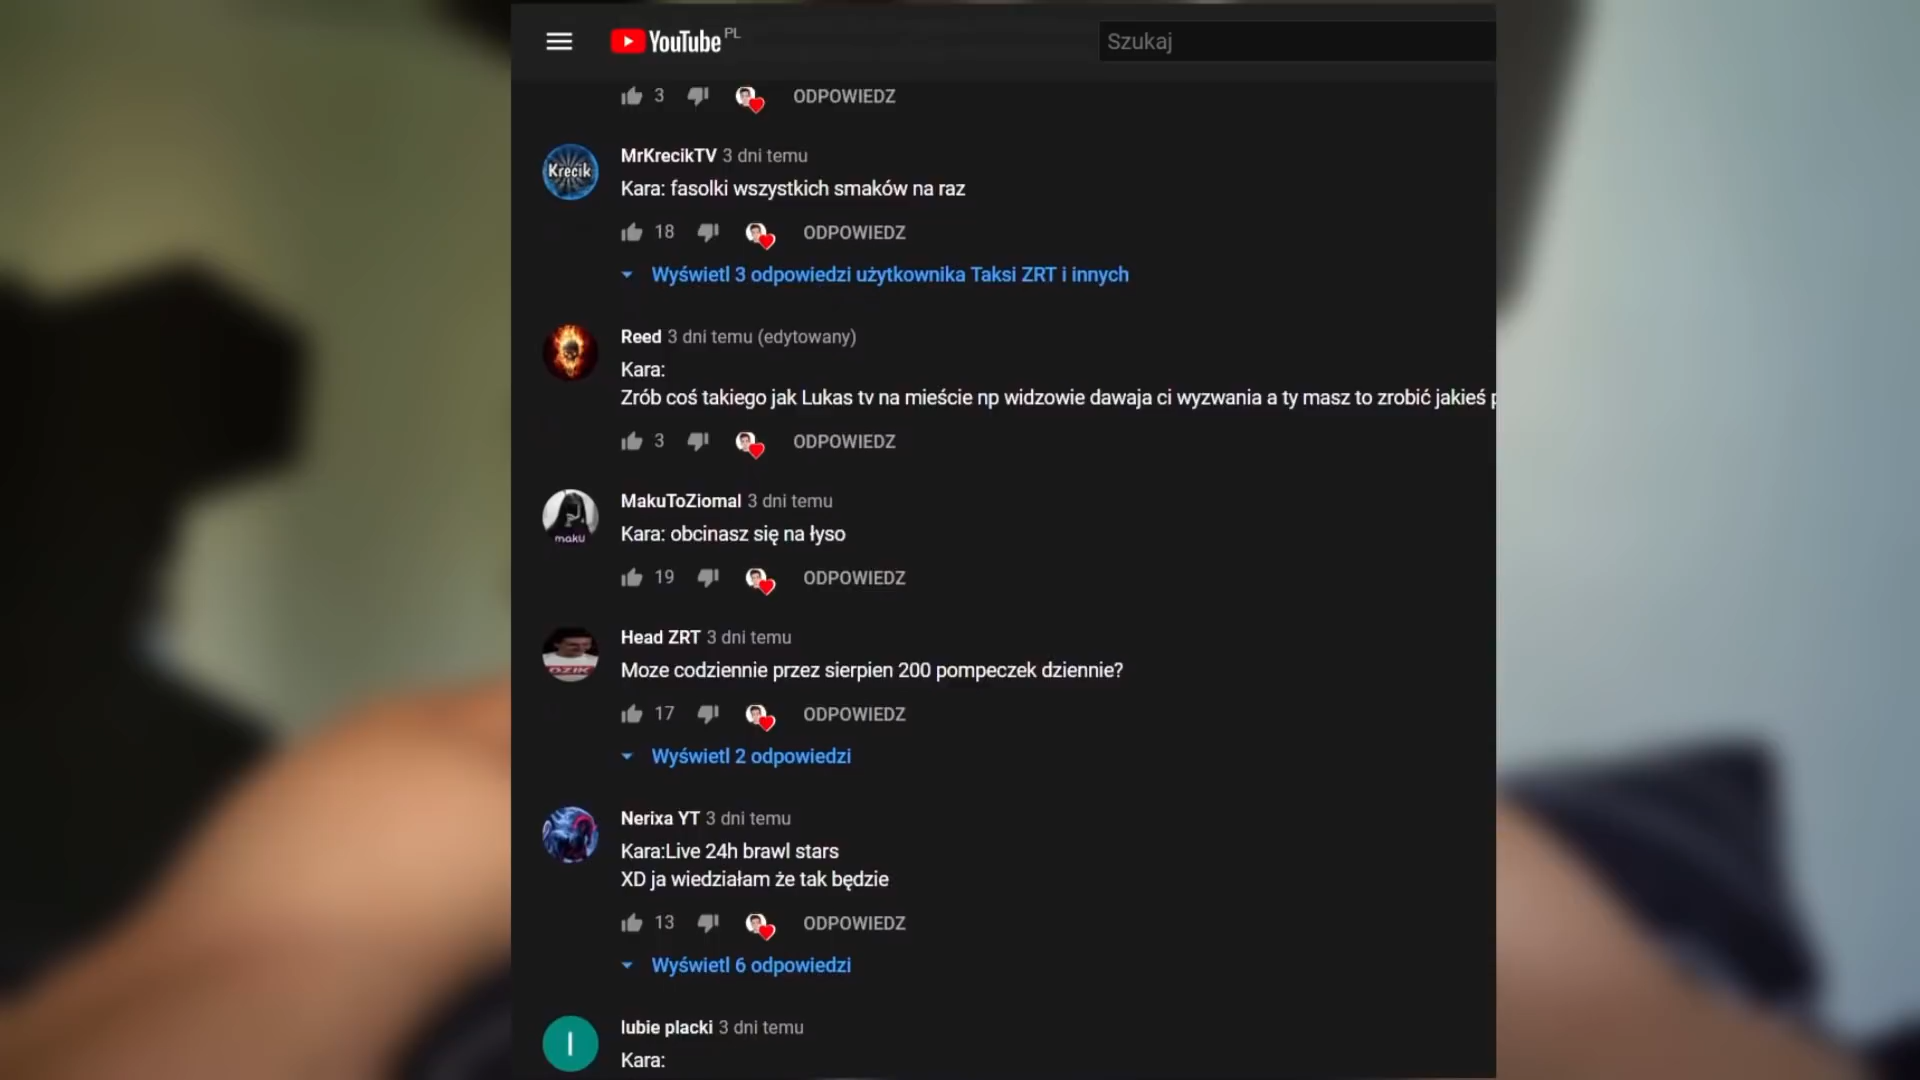 YouTube PL
Szukaj
3 ODPOWIEDZ
Krecik
MrKrecikTV 3 dni temu
Kara: fasolki wszystkich smaków na raz
18 ODPOWIEDZ
Wyświetl 3 odpowiedzi użytkownika Taksi ZRT i innych
Reed 3 dni temu (edytowany)
Kara:
Zrób coś takiego jak Lukas tv na mieście np widzowie dawaja ci wyzwania a ty masz to zrobić jakieś
3 ODPOWIEDZ
MakuToZiomal 3 dni temu
maku
Kara: obcinasz się na łyso
19 ODPOWIEDZ
Head ZRT 3 dni temu
Moze codziennie przez sierpien 200 pompeczek dziennie?
17 ODPOWIEDZ
Wyświetl 2 odpowiedzi
Nerixa YT 3 dni temu
Kara:Live 24h brawl stars
XD ja wiedziałam że tak będzie
13 ODPOWIEDZ
Wyświetl 6 odpowiedzi
lubie placki 3 dni temu
l
Kara: